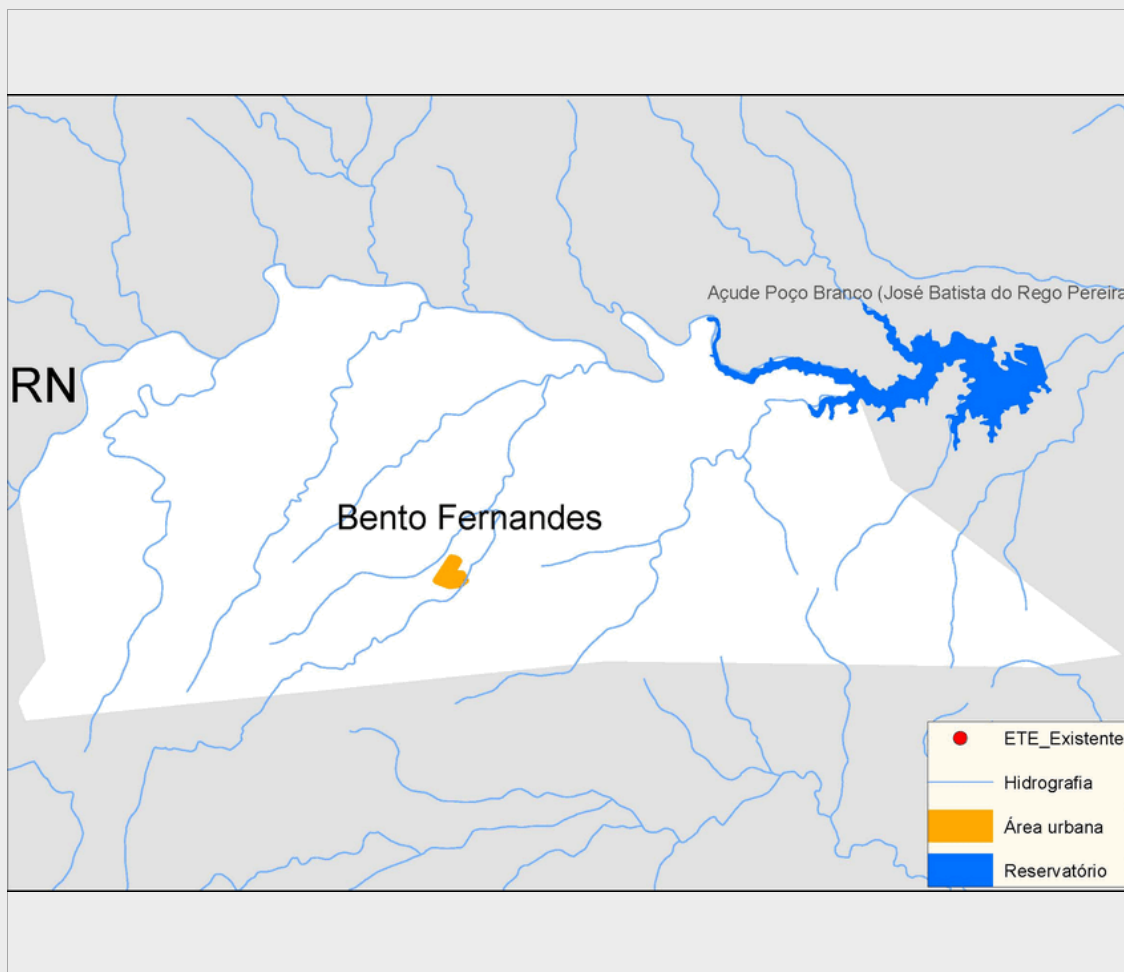 Açude Poço Branco (José Batista do Rego Pereira
RN
Bento Fernandes
ETE_Existente
Hidrografia
Área urbana
Reservatório